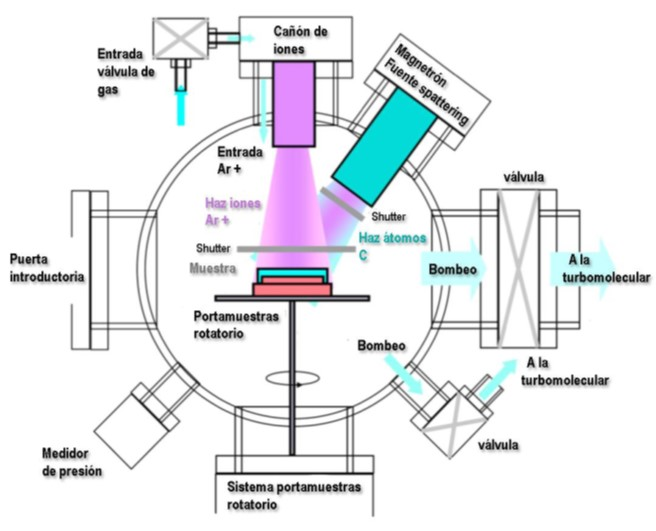 Cañón de
iones
Entrada
válvula de
gas
Magnetrón
Fuente spattering
Entrada
Ar +
válvula
Haz iones
Ar +
Shutter
Haz átomos
C
Shutter
Muestra
Puerta
introductoria
Bombeo
A la
turbomolecular
Portamuestras
rotatorio
Bombeo
A la
turbomolecular
válvula
Medidor
de presión
Sistema portamuestras
rotatorio